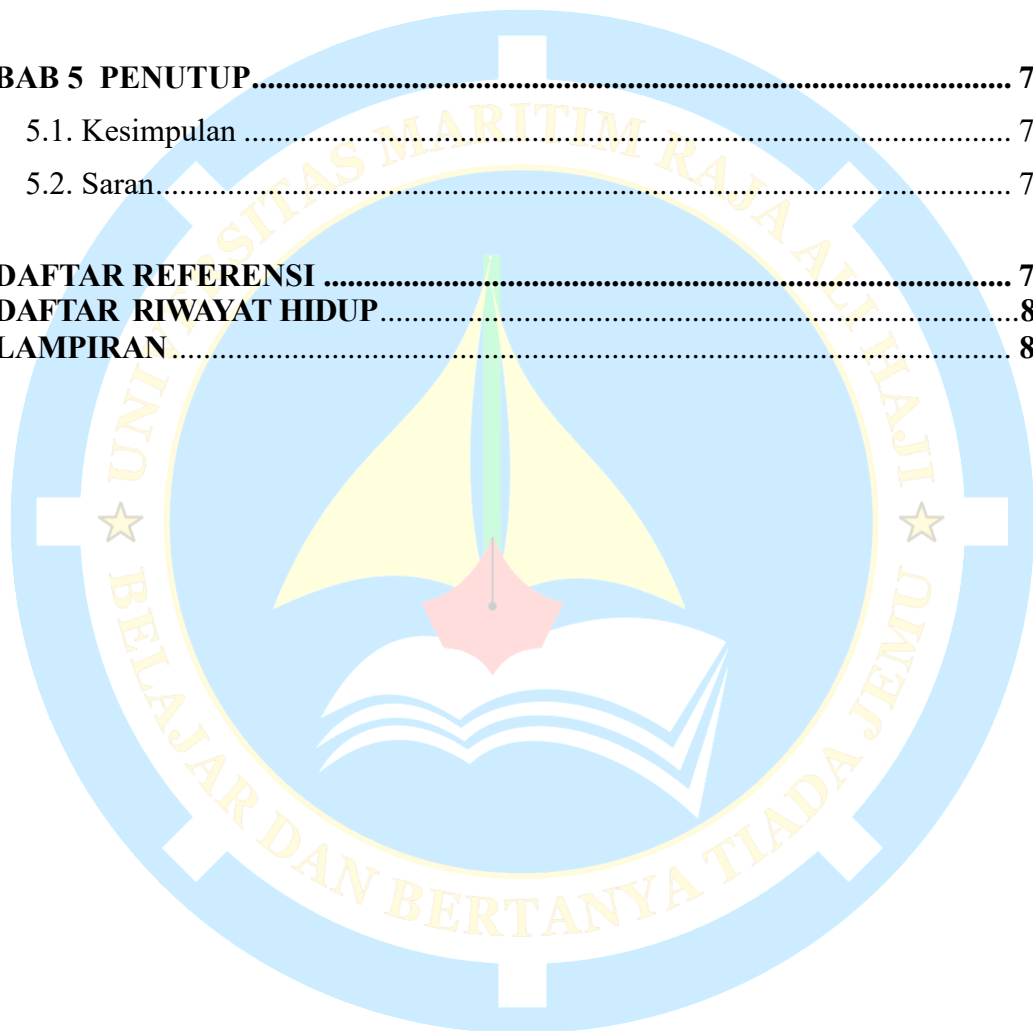 BAB 5 PENUTUP........................................................................................ 7
5.1. Kesimpulan ................................................................................................ 7
5.2. Saran........................................................................................................... 7
DAFTAR REFERENSI .................................................................................... 7
DAFTAR RIWAYAT HIDUP............................................................................... 8
LAMPIRAN......................................................................................................... 8
UNIVERSITAS MARITIM RAJA ALI HAJI
BELAJAR DAN BERTANYA TIADA JEMU